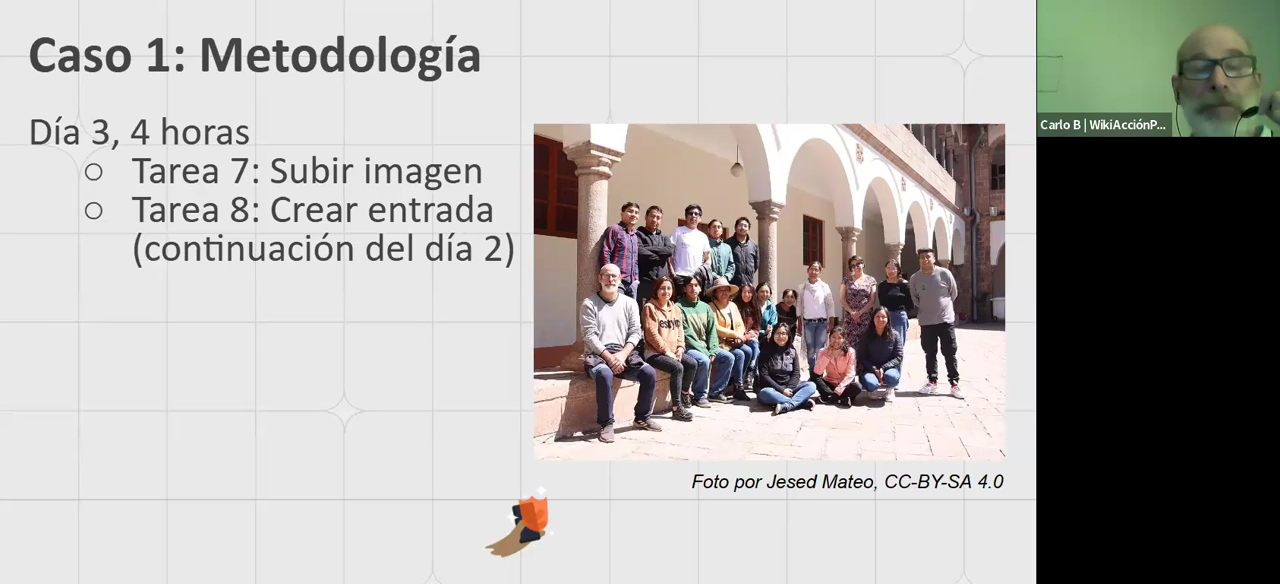 Caso 1: Metodología
Día 3, 4 horas
○ Tarea 7: Subir imagen
○ Tarea 8: Crear entrada
(continuación del día 2)
Foto por Jesed Mateo, CC-BY-SA 4.0
Carlo B | WikiAcciónP...